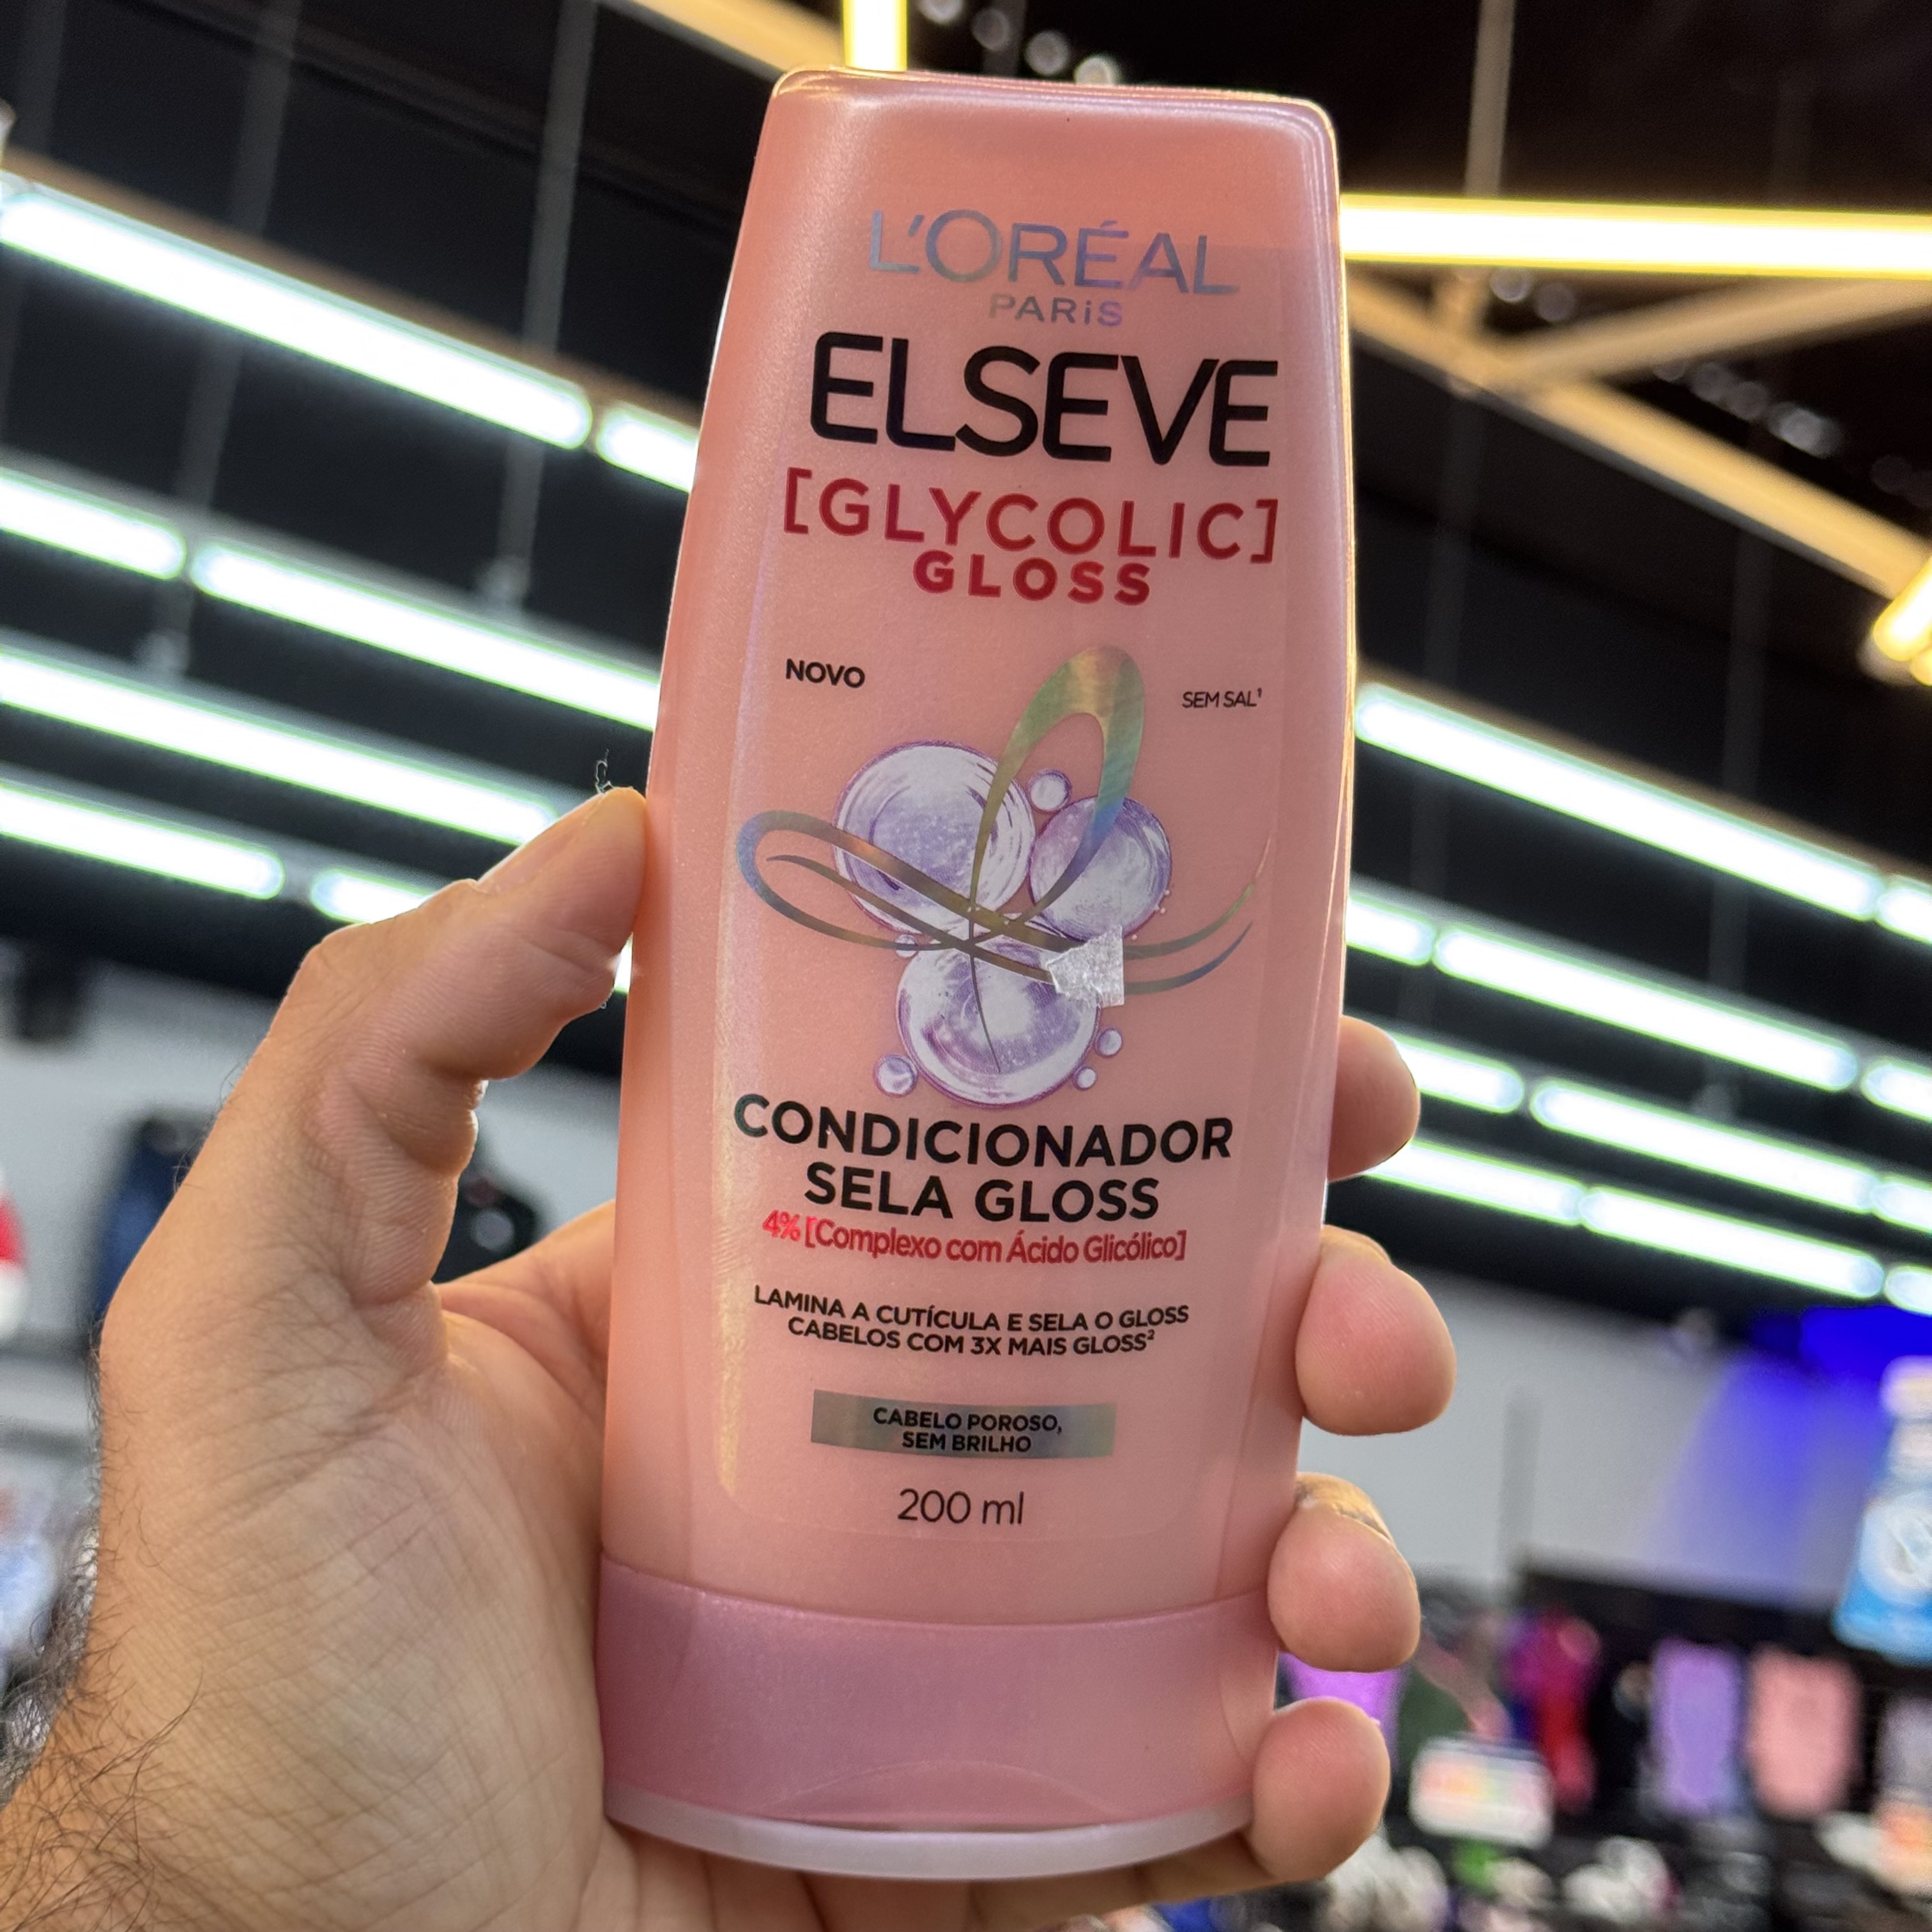 L'ORÉAL
PARiS
ELSEVE
[GLYCOLIC]
GLOSS
NOVO
SEM SAL¹
CONDICIONADOR
SELA GLOSS
4% [Complexo com Ácido Glicólico]
LAMINA A CUTÍCULA E SELA O GLOSS
CABELOS COM 3X MAIS GLOSS²
CABELO POROSO,
SEM BRILHO
200 ml